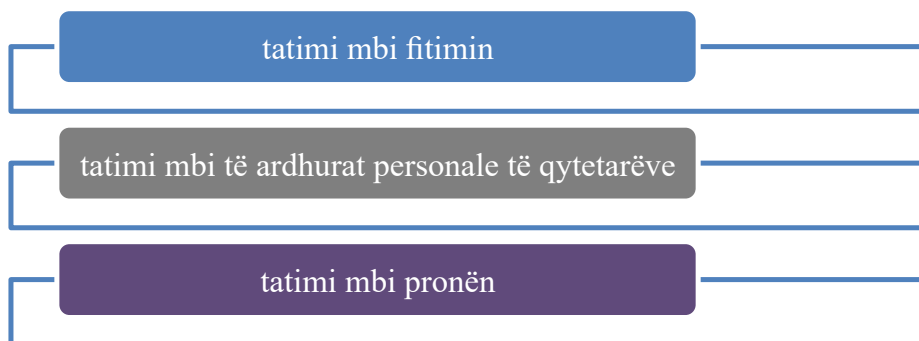 tatimi mbi fitimin
tatimi mbi të ardhurat personale të qytetarëve
tatimi mbi pronën